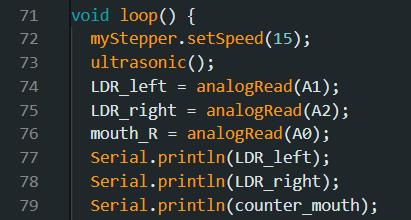 71 void loop() {
72 myStepper.setSpeed(15);
73 ultrasonic();
74 LDR_left = analogRead(A1);
75 LDR_right = analogRead(A2);
76 mouth_R = analogRead(A0);
77 Serial.println(LDR_left);
78 Serial.println(LDR_right);
79 Serial.println(counter_mouth);